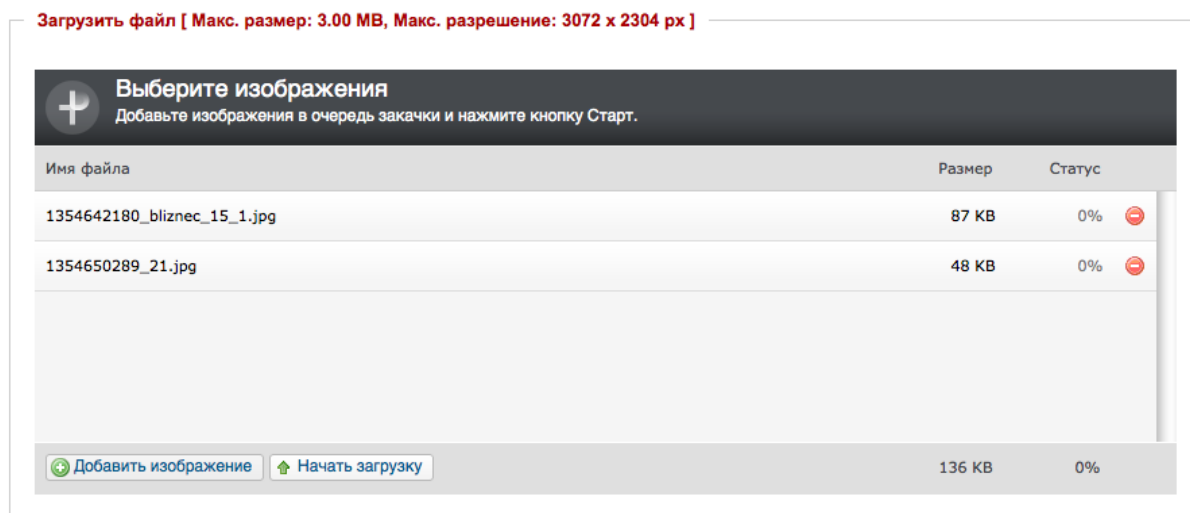 Загрузить файл [ Макс. размер: 3.00 MB, Макс. разрешение: 3072 x 2304 px ]
Выберите изображения
Добавьте изображения в очередь закачки и нажмите кнопку Старт.
Имя файла Размер Статус
1354642180_bliznec_15_1.jpg 87 KB 0%
1354650289_21.jpg 48 KB 0%
Добавить изображение Начать загрузку 136 KB 0%